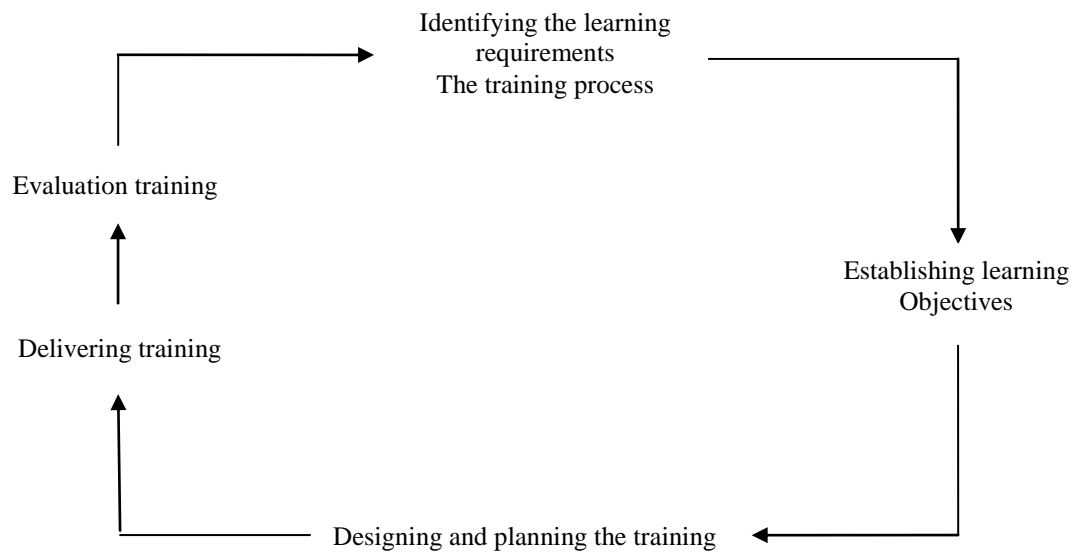 Identifying the learning
requirements
The training process
Establishing learning
Objectives
Designing and planning the training
Delivering training
Evaluation training